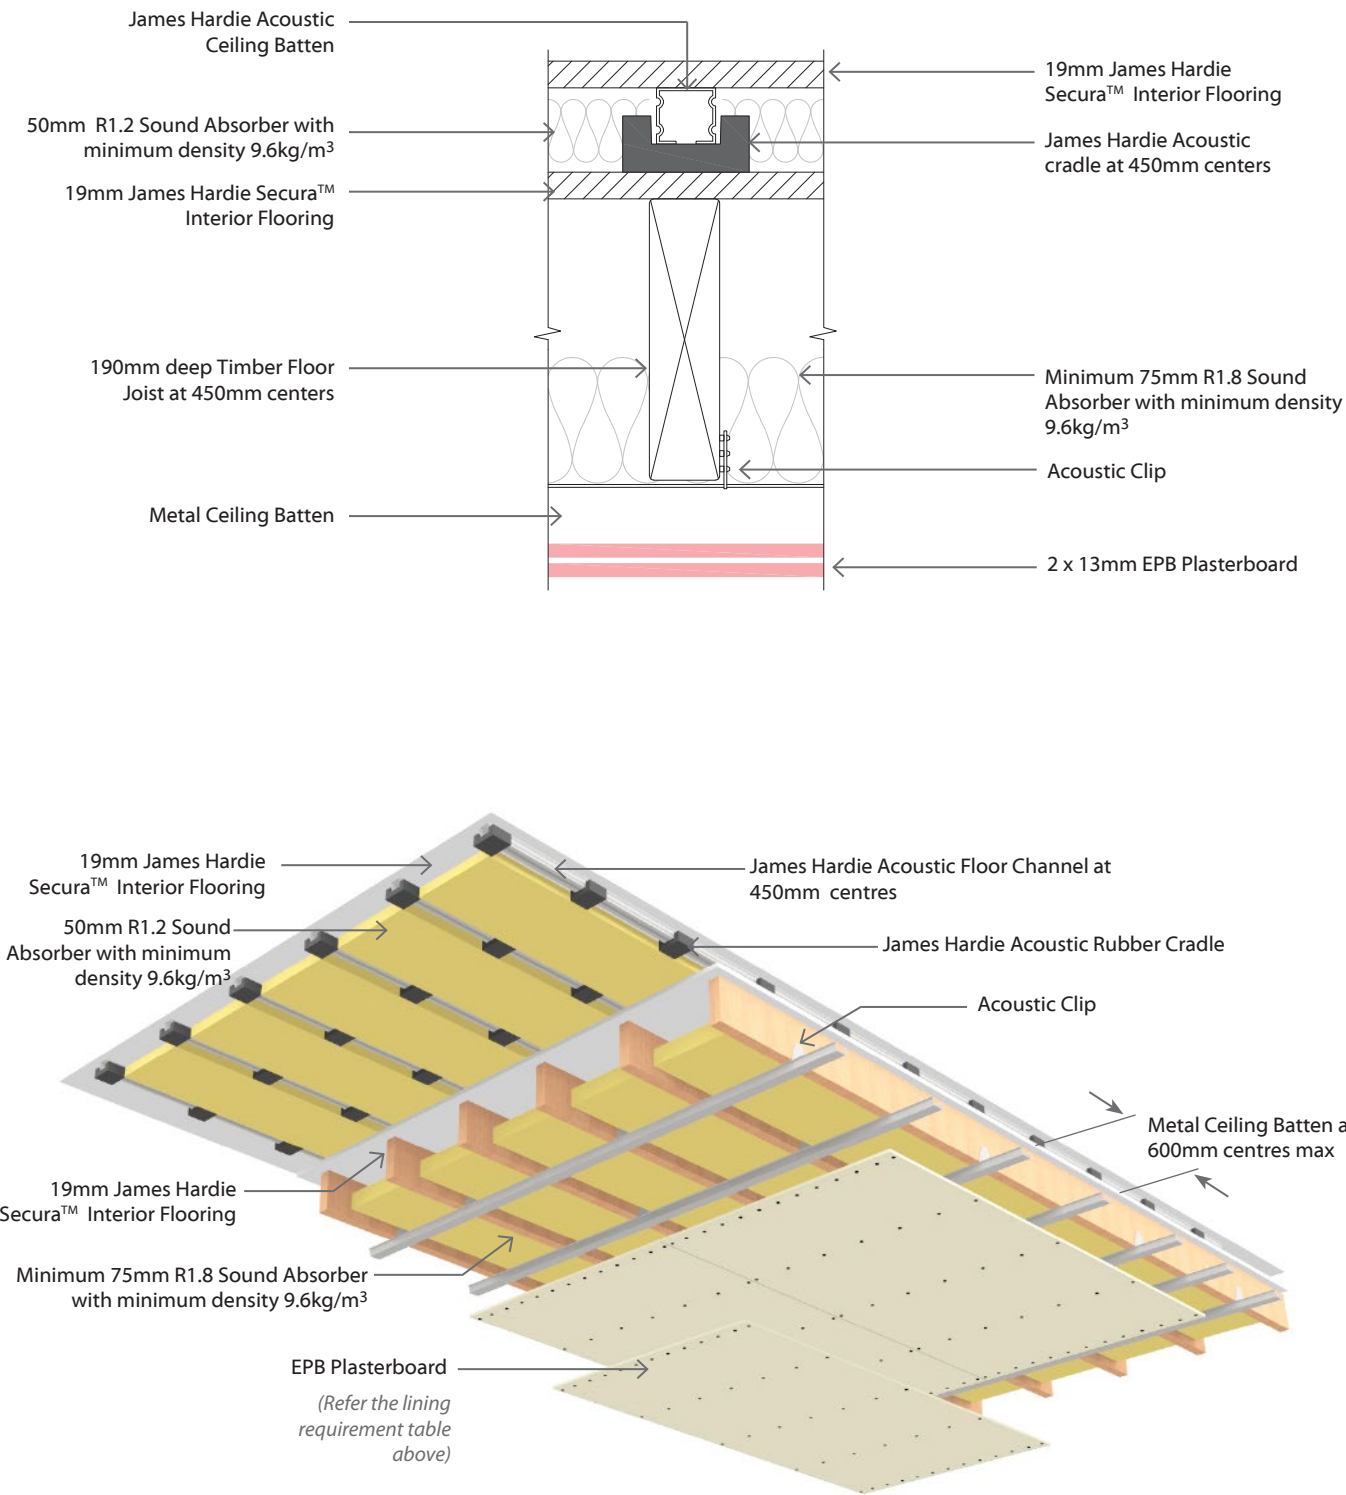 James Hardie Acoustic
Ceiling Batten
50mm  R1.2 Sound Absorber with
minimum density 9.6kg/m³
19mm James Hardie Secura™
Interior Flooring
190mm deep Timber Floor
Joist at 450mm centers
Metal Ceiling Batten
19mm James Hardie
Secura™  Interior Flooring
James Hardie Acoustic
cradle at 450mm centers
Minimum 75mm R1.8 Sound
Absorber with minimum density
9.6kg/m³
Acoustic Clip
2 x 13mm EPB Plasterboard
19mm James Hardie
Secura™  Interior Flooring
50mm R1.2 Sound
Absorber with minimum
density 9.6kg/m³
James Hardie Acoustic Floor Channel at
450mm  centres
James Hardie Acoustic Rubber Cradle
Acoustic Clip
Metal Ceiling Batten a
600mm centres max
19mm James Hardie
Secura™  Interior Flooring
Minimum 75mm R1.8 Sound Absorber
with minimum density 9.6kg/m³
EPB Plasterboard
(Refer the lining
requirement table
above)